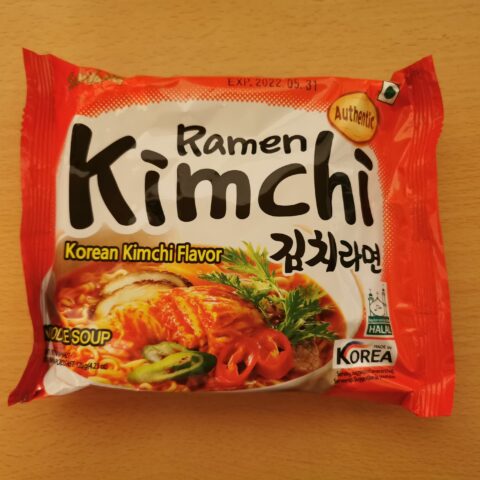 EXP. 2022.05.31
Authentic
Ramen
Kimchi
김치라면
Korean Kimchi Flavor
NOODLE SOUP
HALAL
MADE IN
KOREA